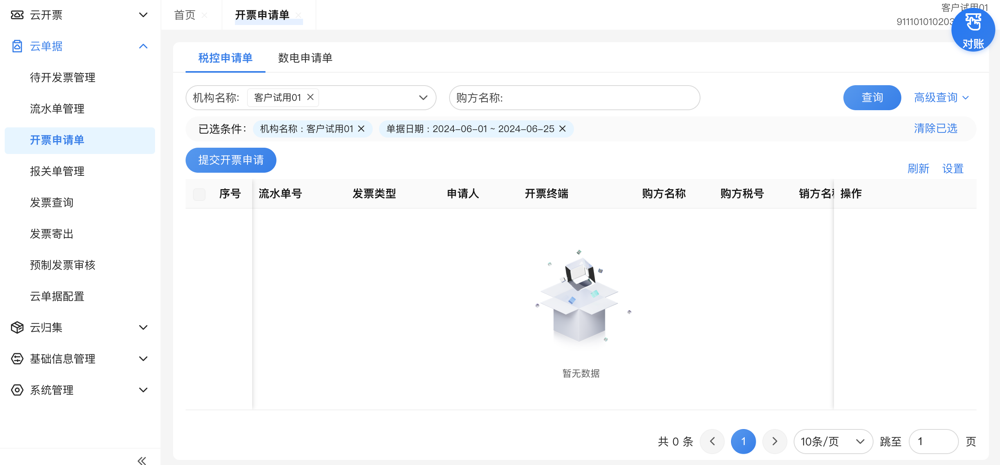 云开票
云单据
待开发票管理
流水单管理
开票申请单
报关单管理
发票查询
发票寄出
预制发票审核
云单据配置
云归集
基础信息管理
系统管理
首页
开票申请单
客户试用01
911101010203
对账
税控申请单 数电申请单
机构名称: 客户试用01
购方名称:
查询 高级查询
已选条件： 机构名称：客户试用01 单据日期：2024-06-01 ~ 2024-06-25 清除已选
提交开票申请
刷新 设置
序号 流水单号 发票类型 申请人 开票终端 购方名称 购方税号 销方名称 操作
暂无数据
共 0 条 1 10条/页 跳至 1 页